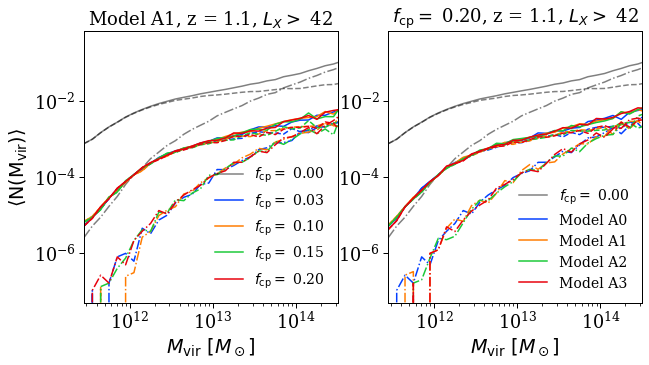 Model A1, z = 1.1, L_X > 42
f_cp = 0.20, z = 1.1, L_X > 42
⟨N(M_vir)⟩
10^−2
10^−4
10^−6
f_cp = 0.00
f_cp = 0.03
f_cp = 0.10
f_cp = 0.15
f_cp = 0.20
10^12
10^13
10^14
M_vir [M_⊙]
10^−2
10^−4
10^−6
f_cp = 0.00
Model A0
Model A1
Model A2
Model A3
10^12
10^13
10^14
M_vir [M_⊙]